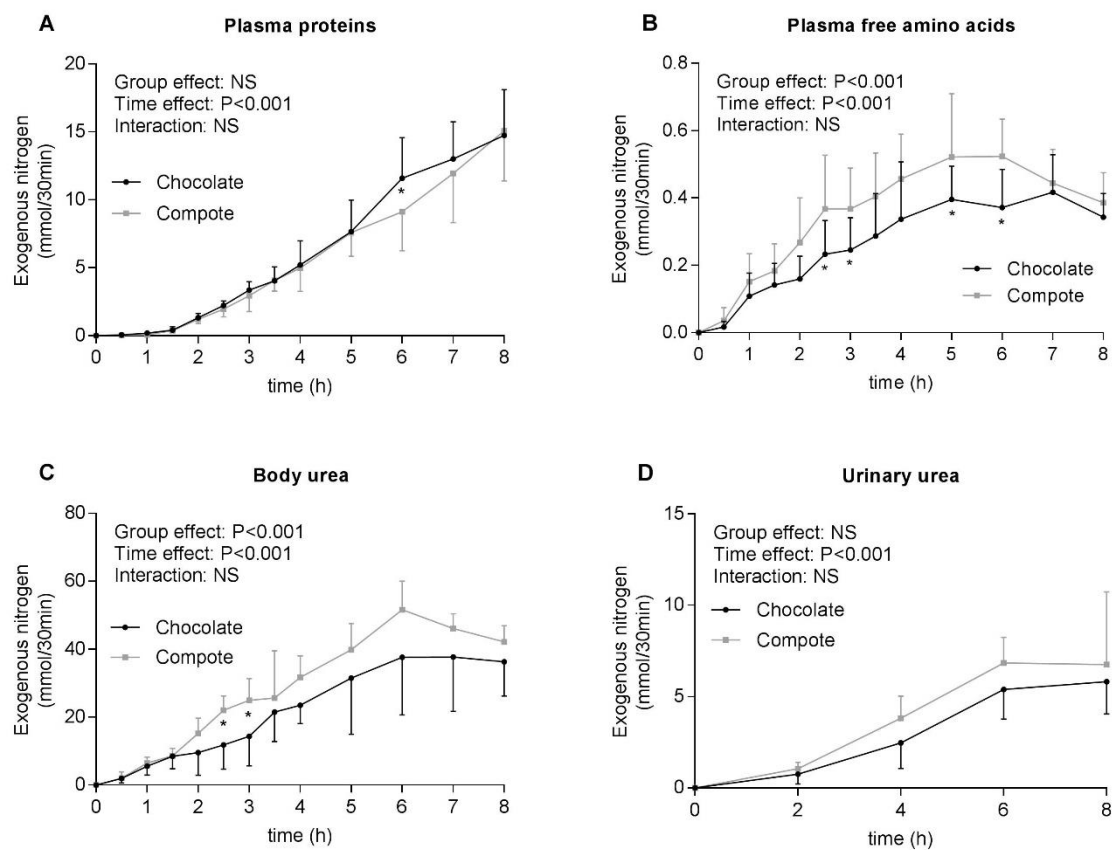 A
Plasma proteins
Exogenous nitrogen
(mmol/30min)
20
15
10
5
0
Group effect: NS
Time effect: P<0.001
Interaction: NS
Chocolate
Compote
*
0 1 2 3 4 5 6 7 8
time (h)
B
Plasma free amino acids
Exogenous nitrogen
(mmol/30min)
0.8
0.6
0.4
0.2
0.0
Group effect: P<0.001
Time effect: P<0.001
Interaction: NS
* * * *
Chocolate
Compote
0 1 2 3 4 5 6 7 8
time (h)
C
Body urea
Exogenous nitrogen
(mmol/30min)
80
60
40
20
0
Group effect: P<0.001
Time effect: P<0.001
Interaction: NS
Chocolate
Compote
* *
0 1 2 3 4 5 6 7 8
time (h)
D
Urinary urea
Exogenous nitrogen
(mmol/30min)
15
10
5
0
Group effect: NS
Time effect: P<0.001
Interaction: NS
Chocolate
Compote
0 2 4 6 8
time (h)